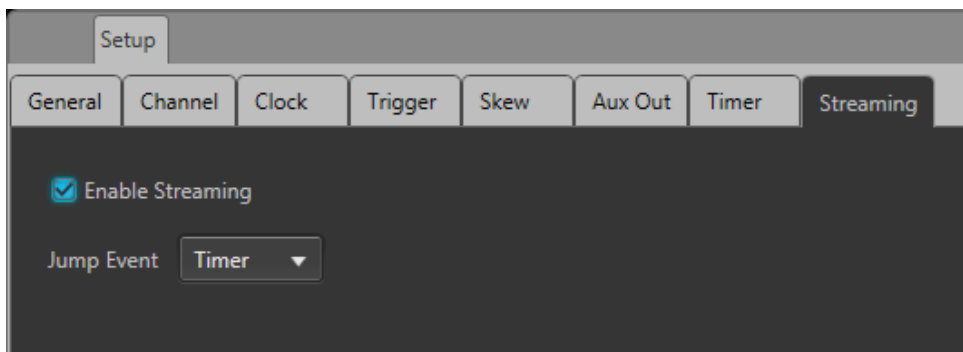 Setup
General Channel Clock Trigger Skew Aux Out Timer Streaming
Enable Streaming
Jump Event Timer